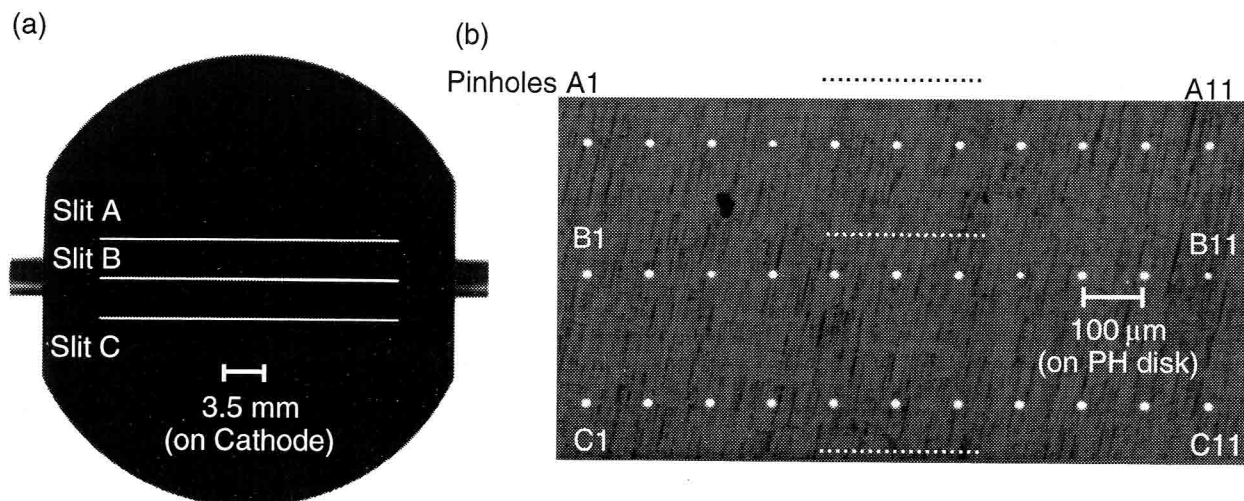 (a)
Slit A
Slit B
Slit C
3.5 mm
(on Cathode)
(b)
Pinholes A1
A11
B1
B11
100 μm
(on PH disk)
C1
C11